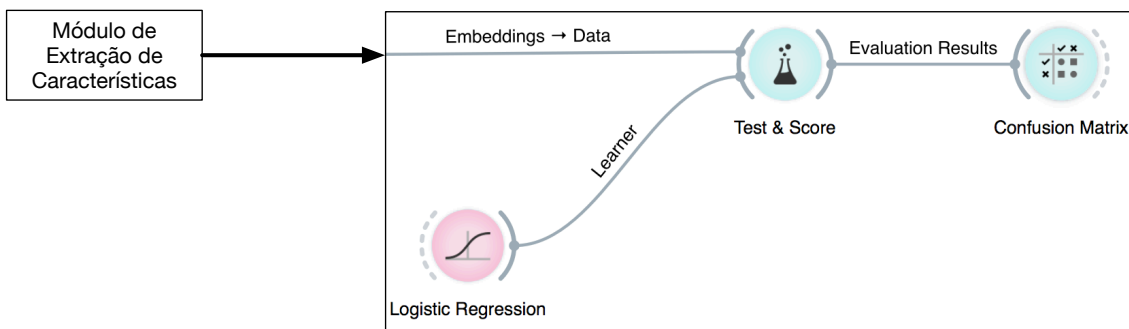 Módulo de
Extração de
Características
Embeddings → Data
Evaluation Results
Test & Score
Confusion Matrix
Learner
Logistic Regression